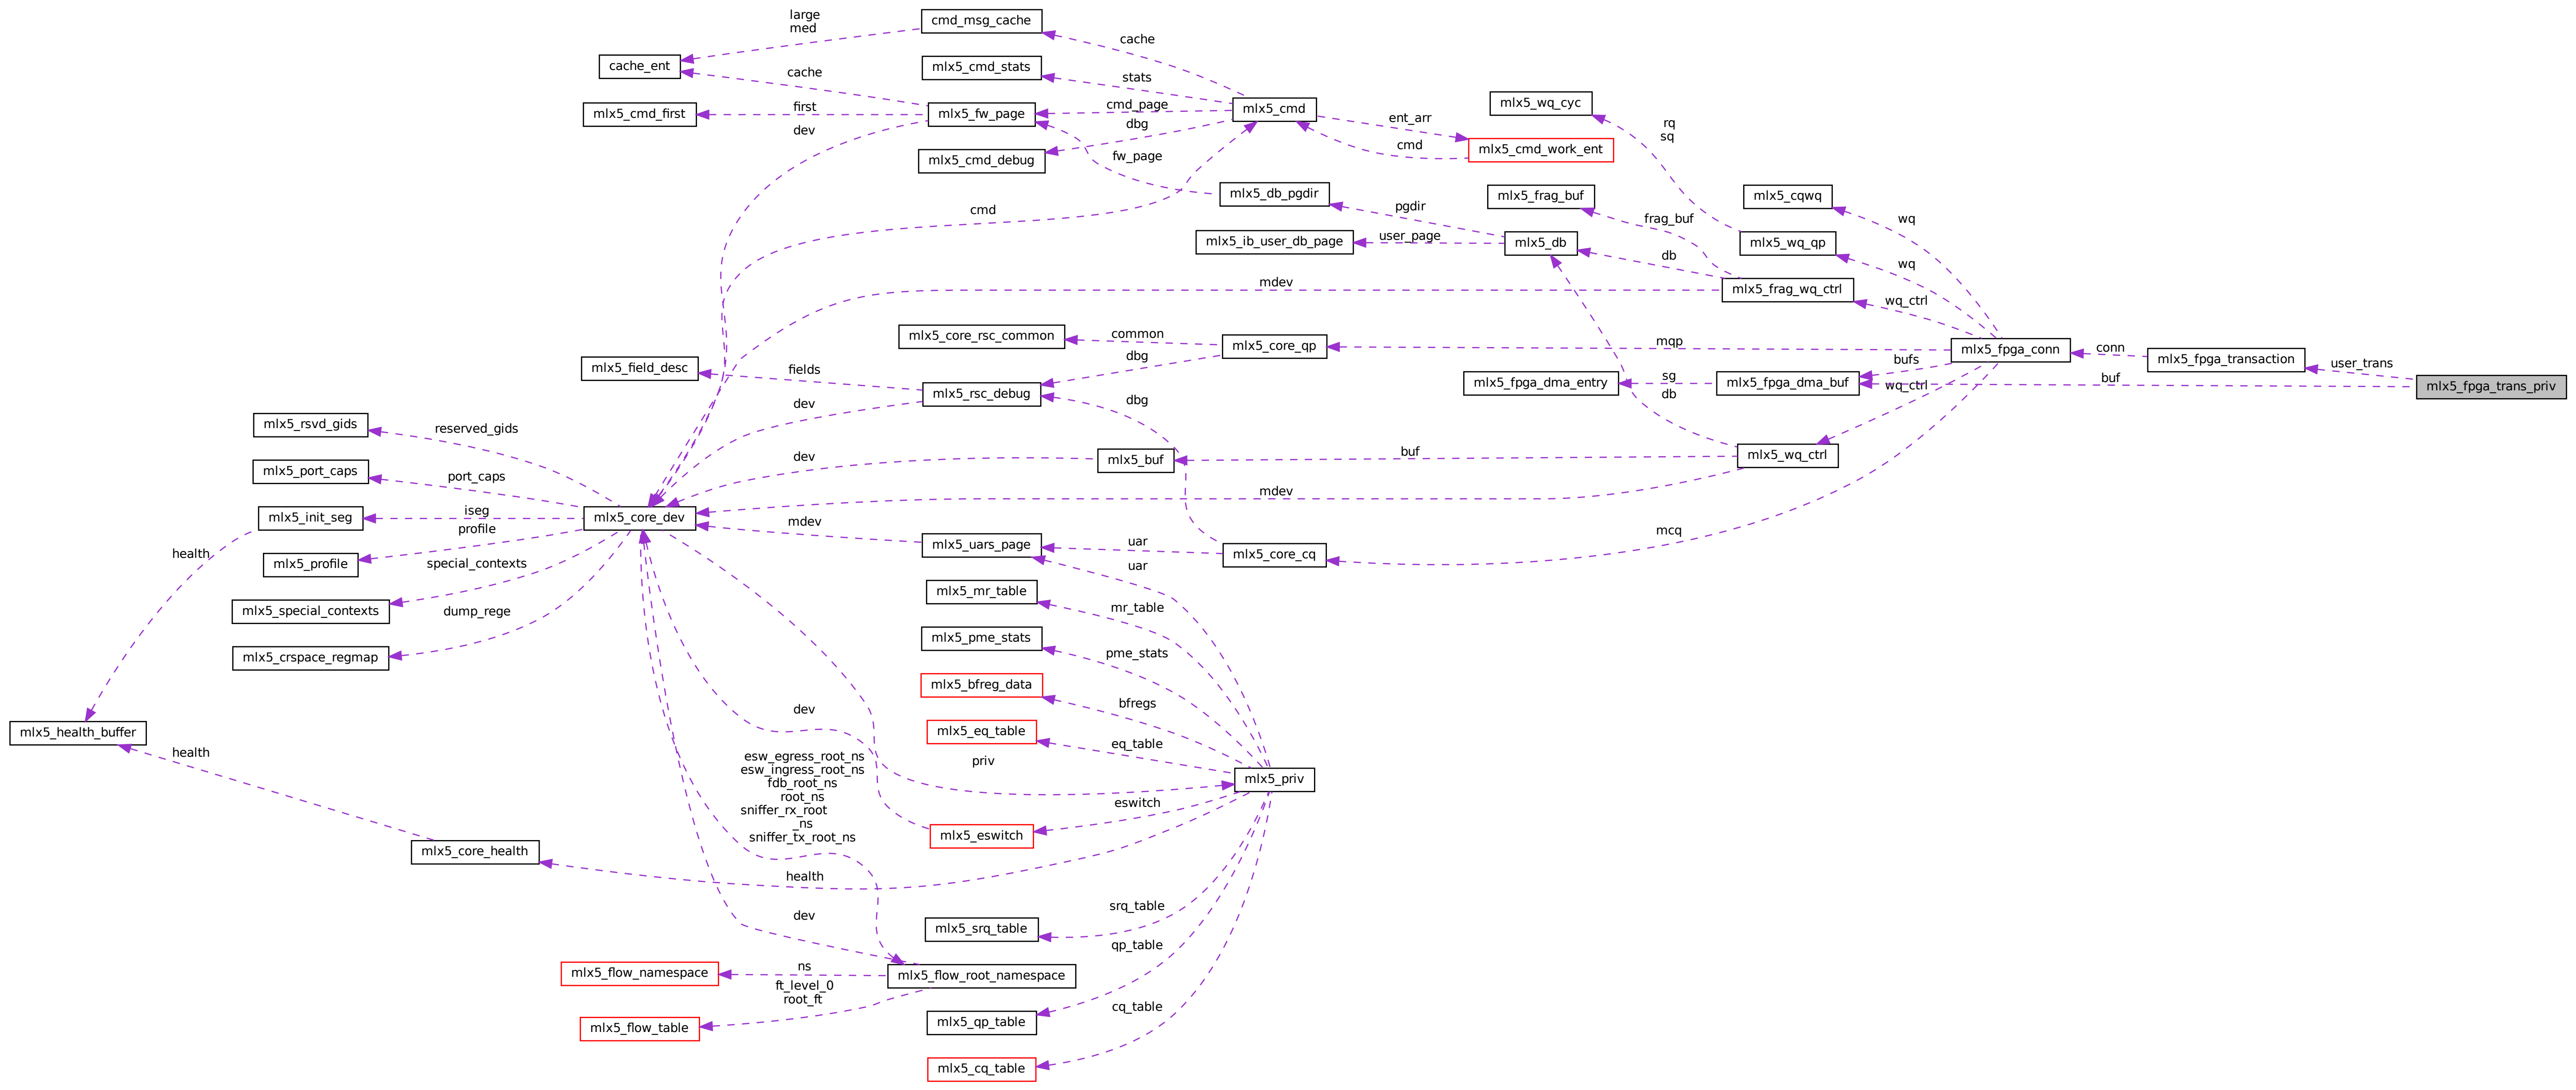 large
med
cmd_msg_cache
cache
cache_ent
cache
mlx5_cmd_stats
stats
mlx5_cmd_first
first
mlx5_fw_page
cmd_page
mlx5_cmd
dev
dbg
mlx5_cmd_debug
fw_page
ent_arr
cmd
mlx5_cmd_work_ent
mlx5_wq_cyc
rq
sq
cmd
mlx5_db_pgdir
pgdir
mlx5_ib_user_db_page
user_page
mlx5_frag_buf
frag_buf
mlx5_db
db
mlx5_cqwq
wq
mlx5_wq_qp
wq
mdev
mlx5_frag_wq_ctrl
wq_ctrl
mlx5_core_rsc_common
common
mlx5_core_qp
mqp
mlx5_fpga_conn
conn
mlx5_fpga_transaction
user_trans
mlx5_fpga_trans_priv
mlx5_field_desc
fields
dbg
mlx5_rsc_debug
dev
dbg
mlx5_fpga_dma_entry
sg
db
mlx5_fpga_dma_buf
bufs
wq_ctrl
buf
mlx5_rsvd_gids
reserved_gids
mlx5_port_caps
port_caps
dev
mlx5_buf
buf
mlx5_wq_ctrl
mdev
mlx5_init_seg
iseg
mlx5_core_dev
profile
mdev
mlx5_uars_page
uar
uar
mlx5_core_cq
mcq
health
mlx5_profile
special_contexts
mlx5_special_contexts
dump_rege
mlx5_crspace_regmap
mlx5_mr_table
mr_table
mlx5_pme_stats
pme_stats
mlx5_bfreg_data
bfregs
dev
mlx5_eq_table
eq_table
mlx5_health_buffer
health
esw_egress_root_ns
esw_ingress_root_ns
fdb_root_ns
root_ns
sniffer_rx_root
_ns
sniffer_tx_root_ns
priv
mlx5_priv
eswitch
mlx5_eswitch
mlx5_core_health
health
srq_table
mlx5_srq_table
dev
qp_table
mlx5_flow_namespace
ns
mlx5_flow_root_namespace
ft_level_0
root_ft
mlx5_flow_table
mlx5_qp_table
cq_table
mlx5_cq_table